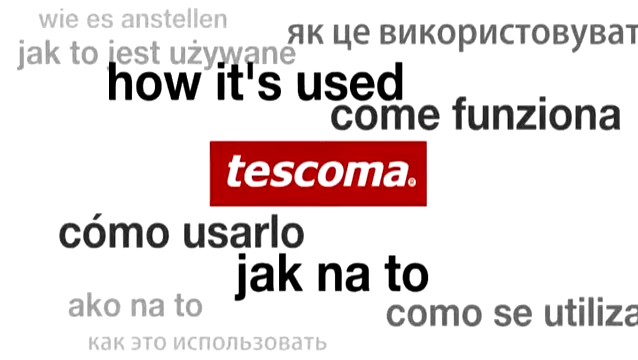 wie es anstellen
як це використовуват
jak to jest używane
how it's used
come funziona
tescoma.
cómo usarlo
jak na to
ako na to
como se utiliza
как это использовать